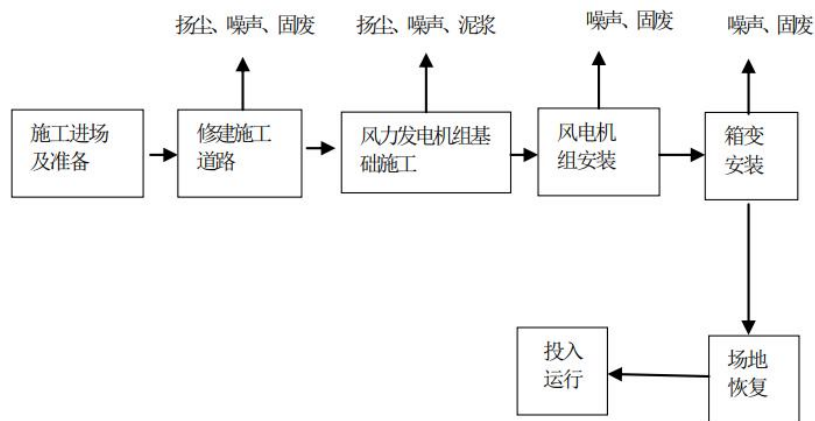 扬尘、噪声、固废
扬尘、噪声、泥浆
噪声、固废
噪声、固废
施工进场
及准备
修建施工
道路
风力发电机组基
础施工
风电机
组安装
箱变
安装
投入
运行
场地
恢复